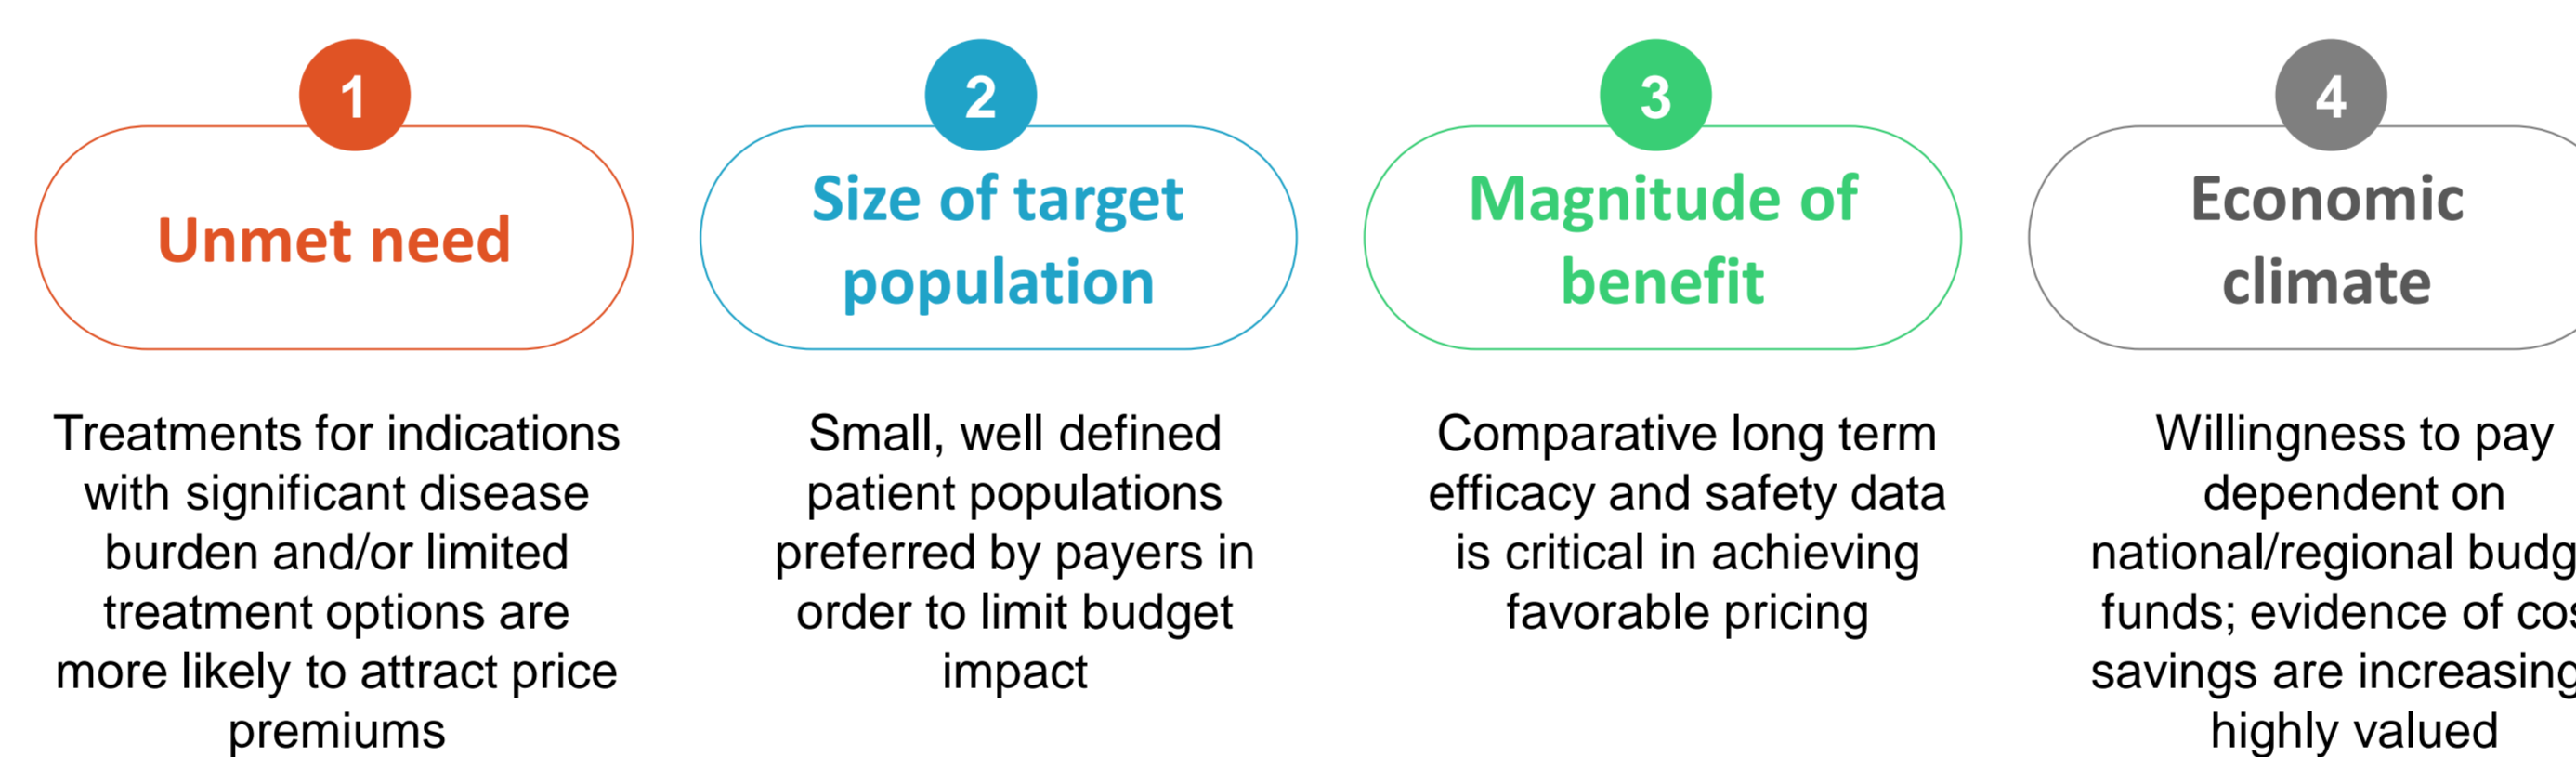 1
Unmet need
Treatments for indications
with significant disease
burden and/or limited
treatment options are
more likely to attract price
premiums
2
Size of target
population
Small, well defined
patient populations
preferred by payers in
order to limit budget
impact
3
Magnitude of
benefit
Comparative long term
efficacy and safety data
is critical in achieving
favorable pricing
4
Economic
climate
Willingness to pay
dependent on
national/regional
funds; evidence of
savings are
highly valued